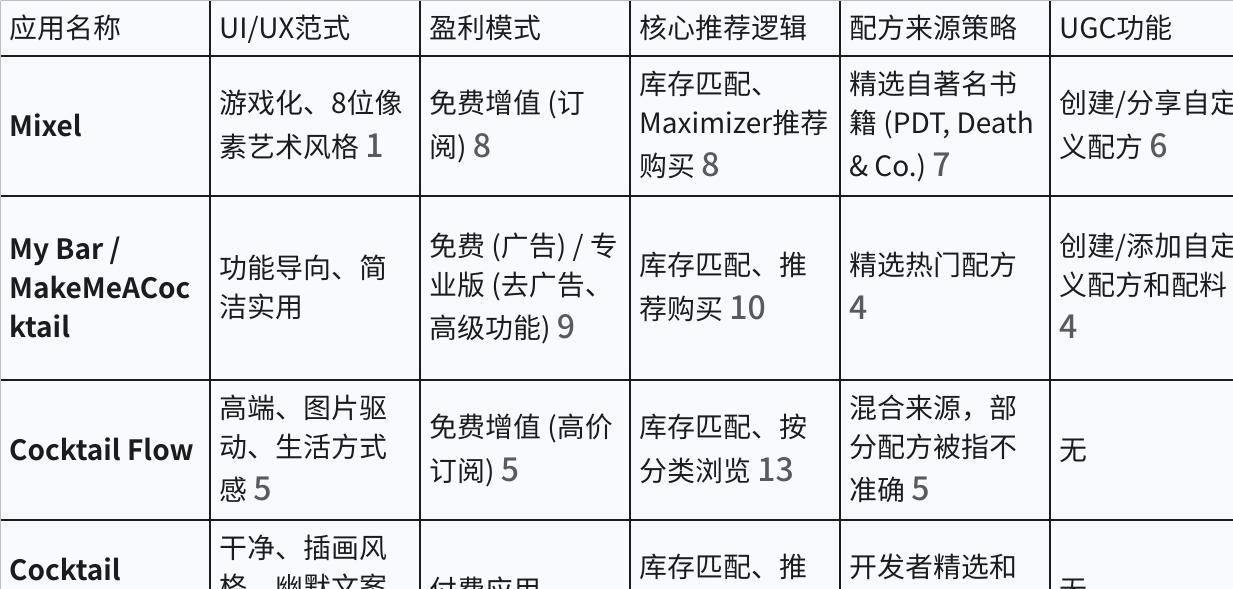 应用名称
UI/UX范式
盈利模式
核心推荐逻辑
配方来源策略
UGC功能
Mixel
游戏化、8位像
素艺术风格 1
免费增值 (订
阅) 8
库存匹配、
Maximizer推荐
购买 8
精选自著名书
籍 (PDT, Death
& Co.) 7
创建/分享自定
义配方 6
My Bar /
MakeMeACoc
ktail
功能导向、简
洁实用
免费 (广告) / 专
业版 (去广告、
高级功能) 9
库存匹配、推
荐购买 10
精选热门配方
4
创建/添加自定
义配方和配料
4
Cocktail Flow
高端、图片驱
动、生活方式
感 5
免费增值 (高价
订阅) 5
库存匹配、按
分类浏览 13
混合来源，部
分配方被指不
准确 5
无
Cocktail
干净、插画风
格、幽默文案
付费应用
库存匹配、推
开发者精选和
无